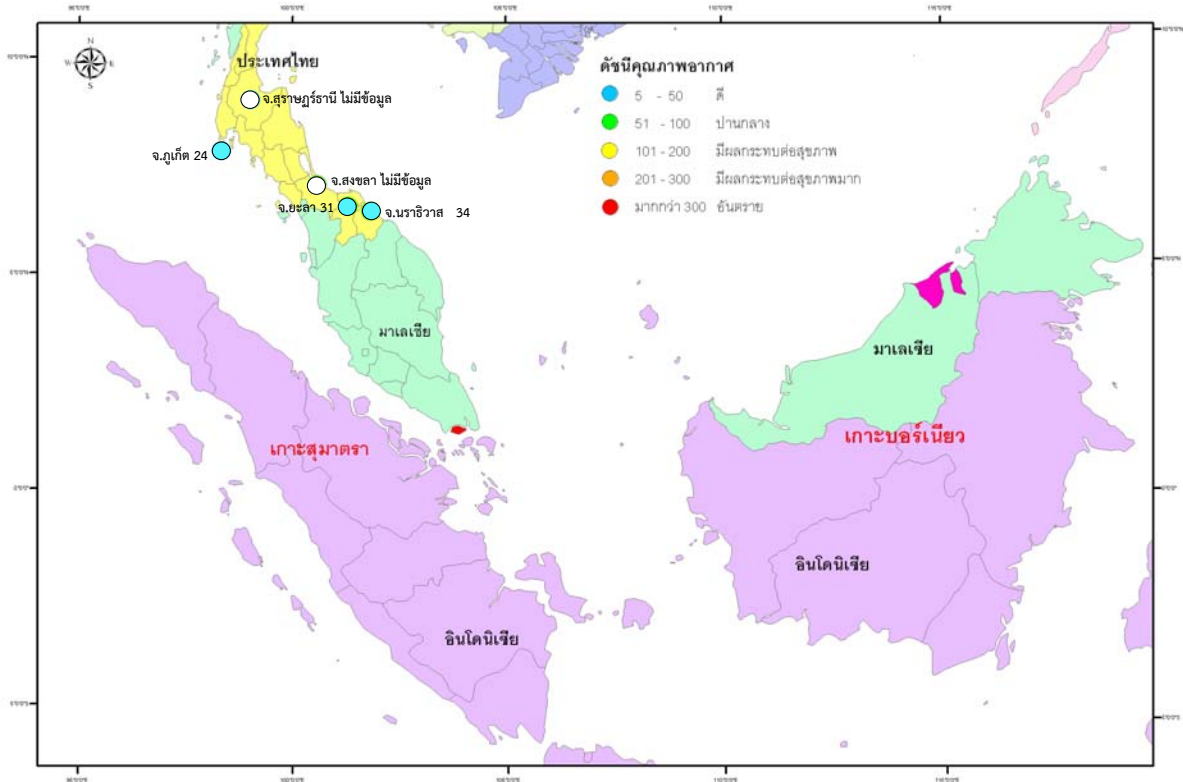 N
W
E
S
ประเทศไทย
จ.สุราษฎร์ธานี ไม่มีข้อมูล
จ.ภูเก็ต 24
จ.สงขลา ไม่มีข้อมูล
จ.ยะลา 31
จ.นราธิวาส 34
ดัชนีคุณภาพอากาศ
5 - 50 ดี
51 - 100 ปานกลาง
101 - 200 มีผลกระทบต่อสุขภาพ
201 - 300 มีผลกระทบต่อสุขภาพมาก
มากกว่า 300 อันตราย
มาเลเซีย
มาเลเซีย
เกาะสุมาตรา
เกาะบอร์เนียว
อินโดนิเซีย
อินโดนิเซีย